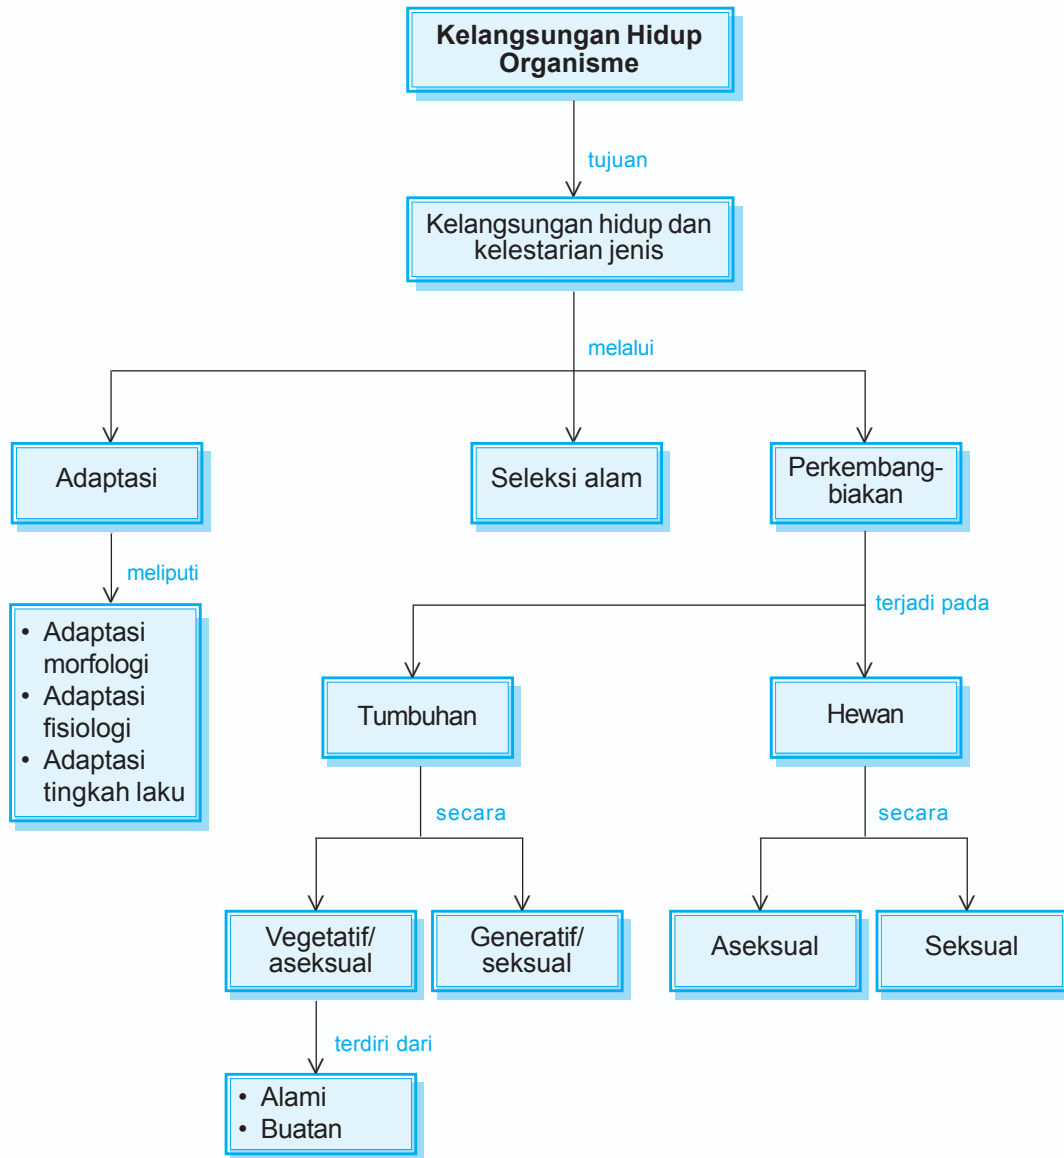 Kelangsungan Hidup
Organisme
tujuan
Kelangsungan hidup dan
kelestarian jenis
melalui
Adaptasi
Seleksi alam
Perkembang-
biakan
meliputi
terjadi pada
• Adaptasi
morfologi
• Adaptasi
fisiologi
• Adaptasi
tingkah laku
Tumbuhan
Hewan
secara
secara
Vegetatif/
aseksual
Generatif/
seksual
Aseksual
Seksual
terdiri dari
• Alami
• Buatan